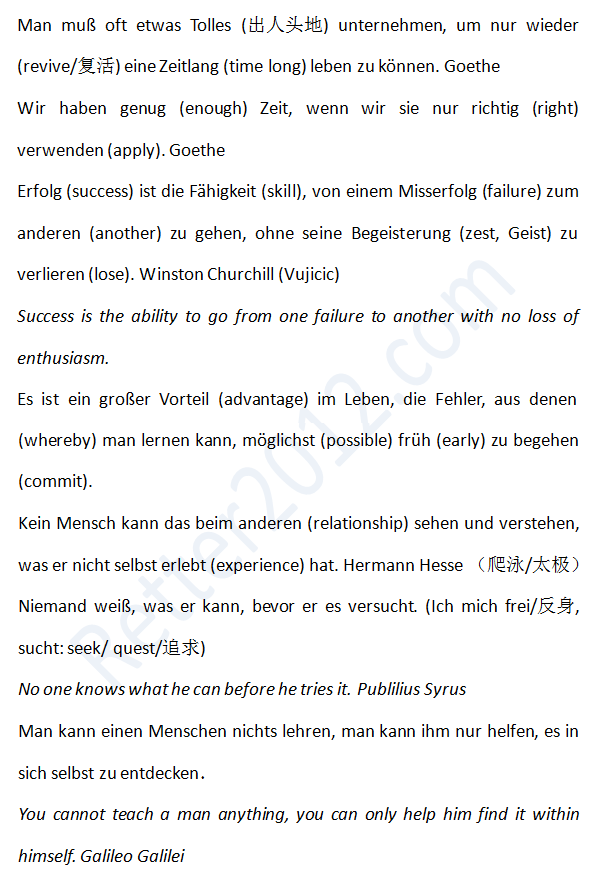 Man muß oft etwas Tolles (出人头地) unternehmen, um nur wieder
(revive/复活) eine Zeitlang (time long) leben zu können. Goethe
Wir haben genug (enough) Zeit, wenn wir sie nur richtig (right)
verwenden (apply). Goethe
Erfolg (success) ist die Fähigkeit (skill), von einem Misserfolg (failure) zum
anderen (another) zu gehen, ohne seine Begeisterung (zest, Geist) zu
verlieren (lose). Winston Churchill (Vujicic)
Success is the ability to go from one failure to another with no loss of
enthusiasm.
Es ist ein großer Vorteil (advantage) im Leben, die Fehler, aus denen
(whereby) man lernen kann, möglichst (possible) früh (early) zu begehen
(commit).
Kein Mensch kann das beim anderen (relationship) sehen und verstehen,
was er nicht selbst erlebt (experience) hat. Hermann Hesse （爬泳/太极）
Niemand weiß, was er kann, bevor er es versucht. (Ich mich frei/反身,
sucht: seek/ quest/追求)
No one knows what he can before he tries it. Publilius Syrus
Man kann einen Menschen nichts lehren, man kann ihm nur helfen, es in
sich selbst zu entdecken.
You cannot teach a man anything, you can only help him find it within
himself. Galileo Galilei
Retter2012.com